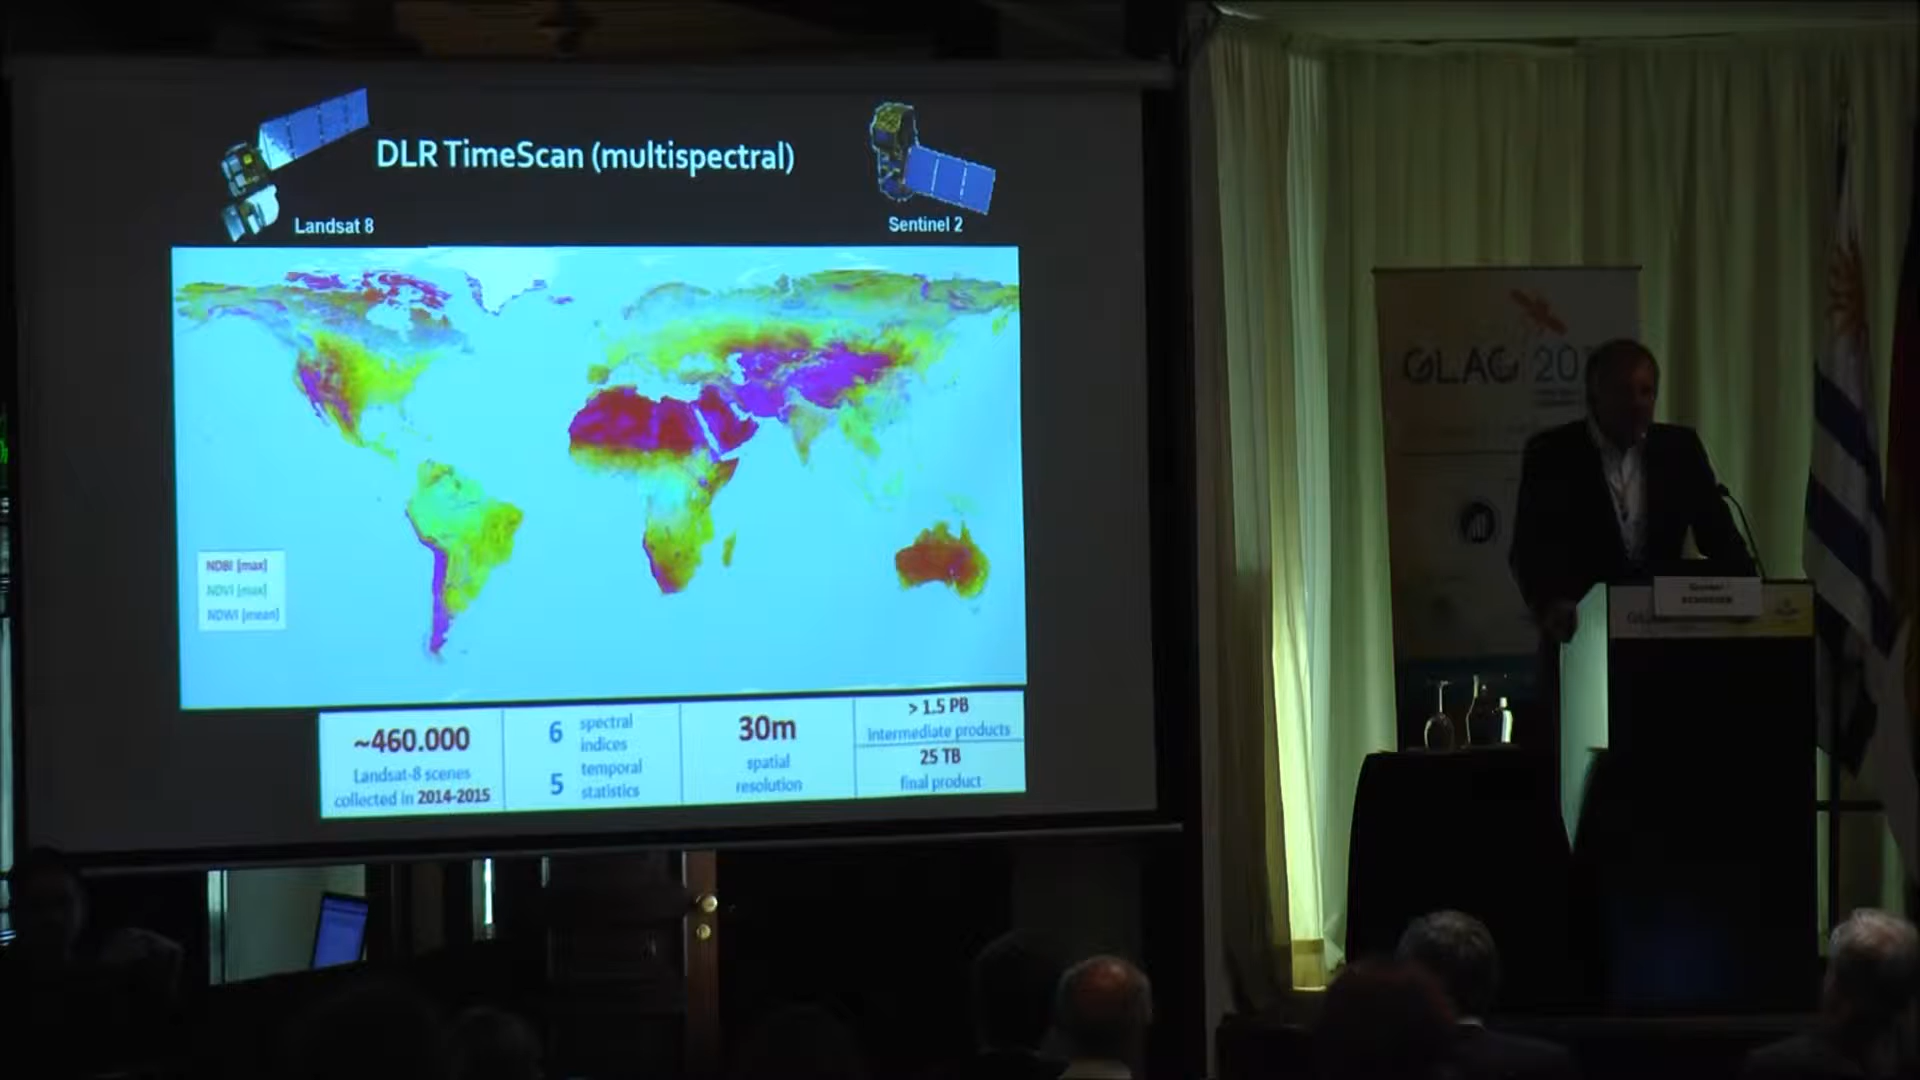 DLR TimeScan (multispectral)
Landsat 8
Sentinel 2
NDBI (max)
NDVI (max)
NDWI (mean)
~460.000
Landsat-8 scenes
collected in 2014-2015
6 spectral
indices
5 temporal
statistics
30m
spatial
resolution
> 1.5 PB
intermediate products
25 TB
final product
GLAC 20